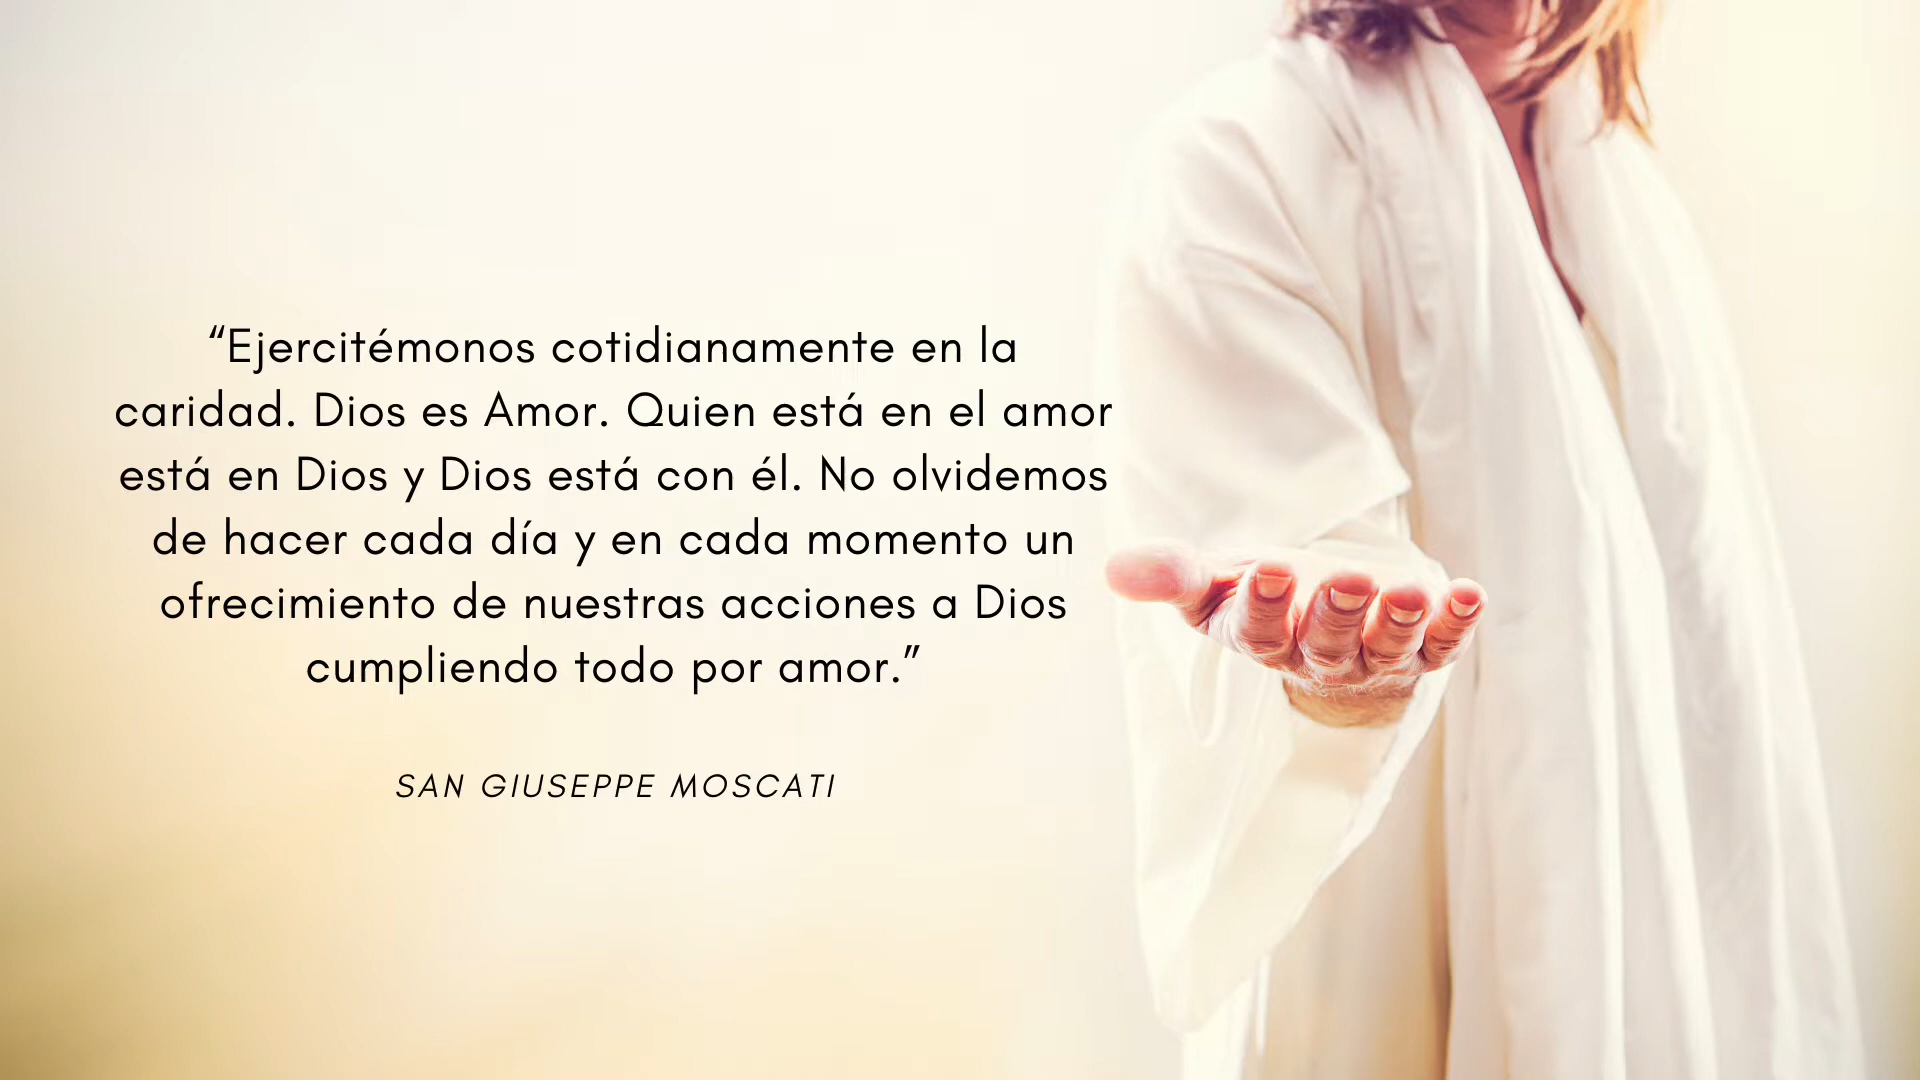 “Ejercitémonos cotidianamente en la
caridad. Dios es Amor. Quien está en el amor
está en Dios y Dios está con él. No olvidemos
de hacer cada día y en cada momento un
ofrecimiento de nuestras acciones a Dios
cumpliendo todo por amor.”
SAN GIUSEPPE MOSCATI